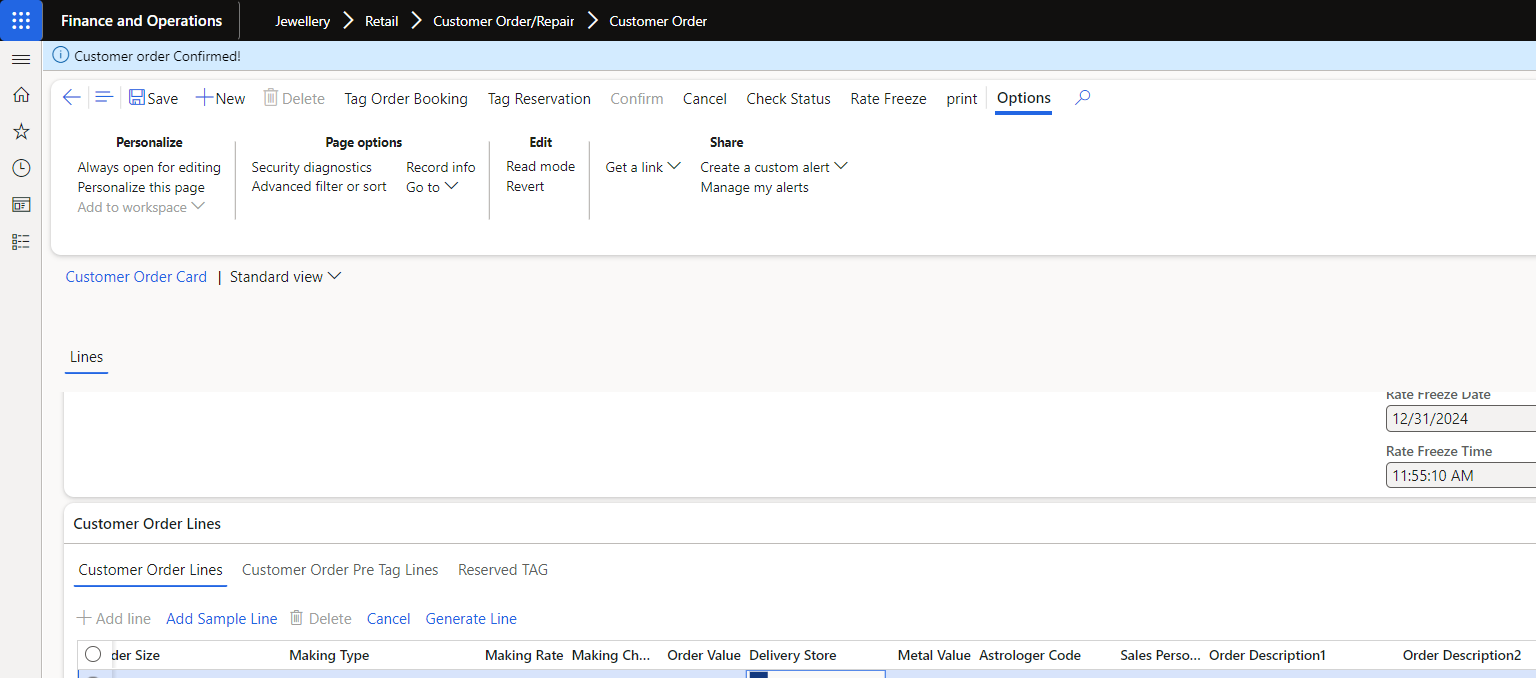 Finance and Operations
Jewellery Retail Customer Order/Repair Customer Order
Customer order Confirmed!
Save New Delete Tag Order Booking Tag Reservation Confirm Cancel Check Status Rate Freeze print Options
Personalize
Always open for editing
Personalize this page
Add to workspace
Page options
Security diagnostics
Advanced filter or sort
Record info
Go to
Edit
Read mode
Revert
Get a link
Share
Create a custom alert
Manage my alerts
Customer Order Card | Standard view
Lines
Rate Freeze Date
12/31/2024
Rate Freeze Time
11:55:10 AM
Customer Order Lines
Customer Order Lines Customer Order Pre Tag Lines Reserved TAG
Add line Add Sample Line Delete Cancel Generate Line
der Size Making Type Making Rate Making Ch... Order Value Delivery Store Metal Value Astrologer Code Sales Perso... Order Description1 Order Description2